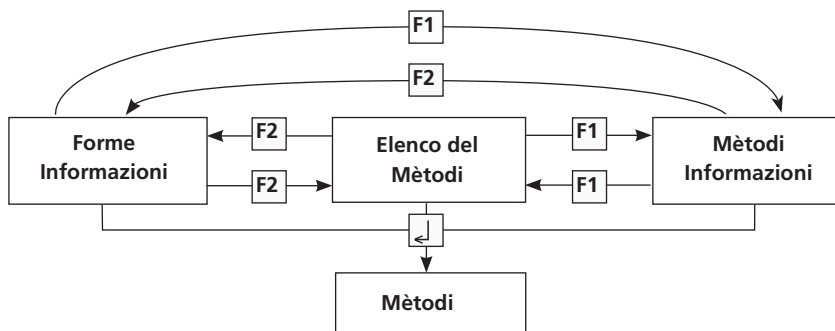 F1
F2
Forme
Informazioni
F2
F2
Elenco del
Mètodi
F1
F1
Mètodi
Informazioni
Mètodi